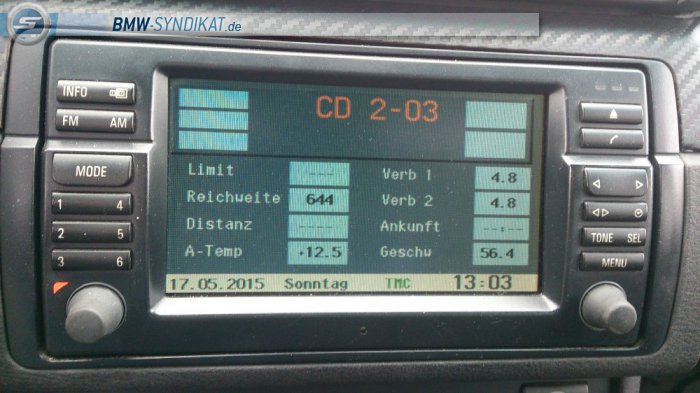 BMW-SYNDIKAT.de
INFO
FM AM
MODE
1 4
2 5
3 6
CD 2-03
Limit ---
Reichweite 644
Distanz ----
A-Temp +12.5
Verb 1 4.8
Verb 2 4.8
Ankunft --:--
Geschw 56.4
17.05.2015 Sonntag TMC 13:03
TONE SEL
MENU